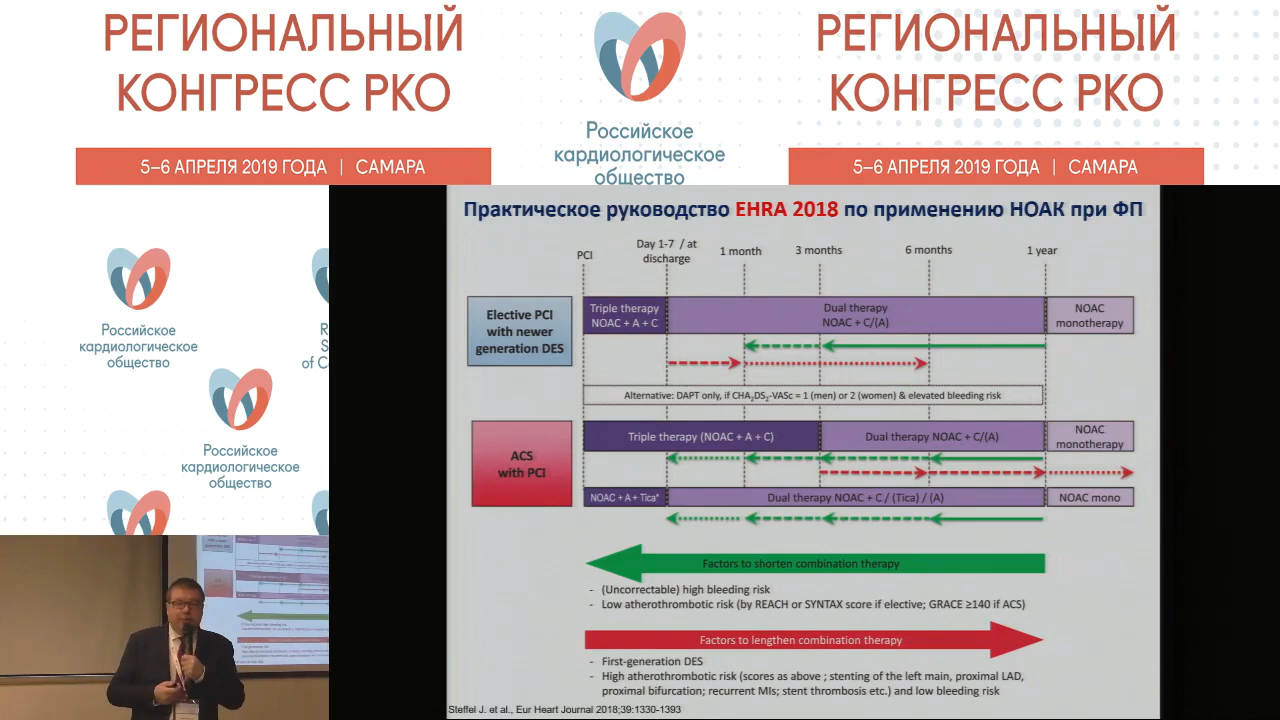 РЕГИОНАЛЬНЫЙ
КОНГРЕСС РКО
5–6 АПРЕЛЯ 2019 ГОДА | САМАРА
Российское
кардиологическое
общество
РЕГИОНАЛЬНЫЙ
КОНГРЕСС РКО
5–6 АПРЕЛЯ 2019 ГОДА | САМАРА
Российское
кардиологическое
общество
R
S
of C
Российское
кардиологическое
общество
Практическое руководство EHRA 2018 по применению НОАК при ФП
PCI
Day 1-7 / at
discharge
1 month
3 months
6 months
1 year
Elective PCI
with newer
generation DES
Triple therapy
NOAC + A + C
Dual therapy
NOAC + C/(A)
NOAC
monotherapy
Alternative: DAPT only, if CHA₂DS₂-VASc = 1 (men) or 2 (women) & elevated bleeding risk
ACS
with PCI
Triple therapy (NOAC + A + C)
Dual therapy NOAC + C/(A)
NOAC
monotherapy
NOAC + A + Tica*
Dual therapy NOAC + C / (Tica) / (A)
NOAC mono
Factors to shorten combination therapy
- (Uncorrectable) high bleeding risk
- Low atherothrombotic risk (by REACH or SYNTAX score if elective; GRACE ≥140 if ACS)
Factors to lengthen combination therapy
- First-generation DES
- High atherothrombotic risk (scores as above ; stenting of the left main, proximal LAD,
proximal bifurcation; recurrent MIs; stent thrombosis etc.) and low bleeding risk
Steffel J. et al., Eur Heart Journal 2018;39:1330-1393